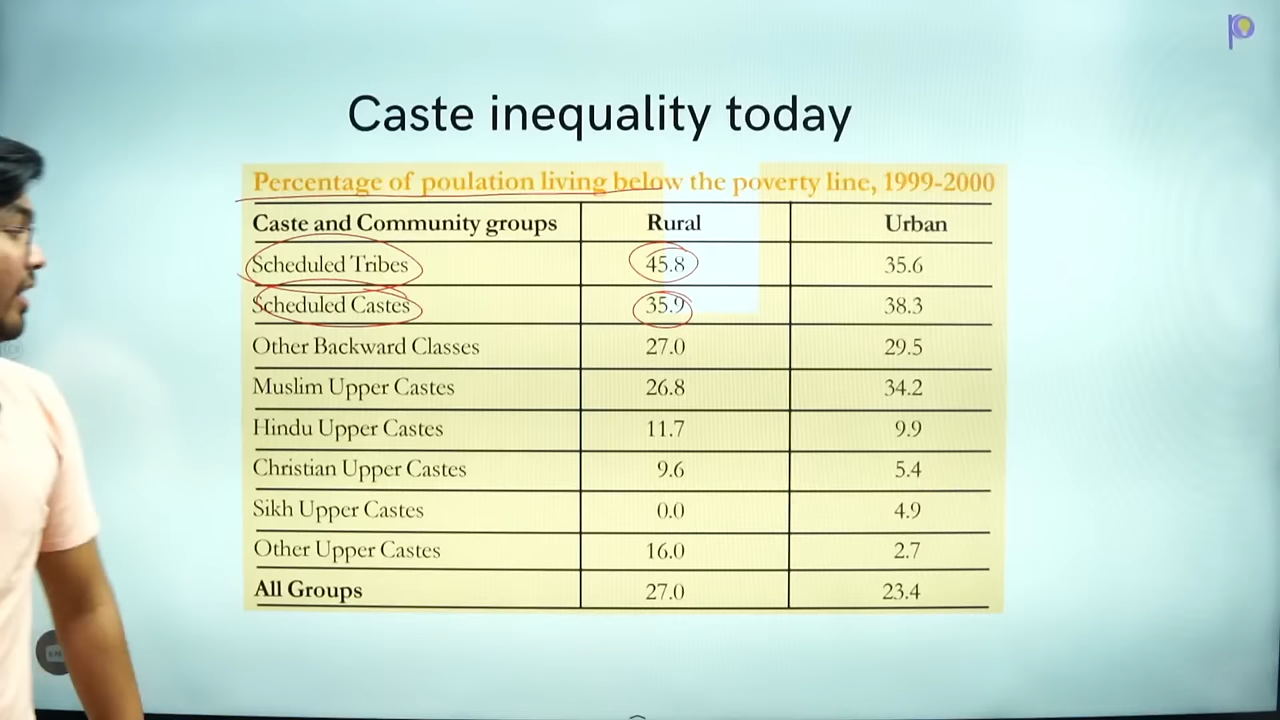 Caste inequality today
Percentage of poulation living below the poverty line, 1999-2000
Caste and Community groups Rural Urban
Scheduled Tribes 45.8 35.6
Scheduled Castes 35.9 38.3
Other Backward Classes 27.0 29.5
Muslim Upper Castes 26.8 34.2
Hindu Upper Castes 11.7 9.9
Christian Upper Castes 9.6 5.4
Sikh Upper Castes 0.0 4.9
Other Upper Castes 16.0 2.7
All Groups 27.0 23.4